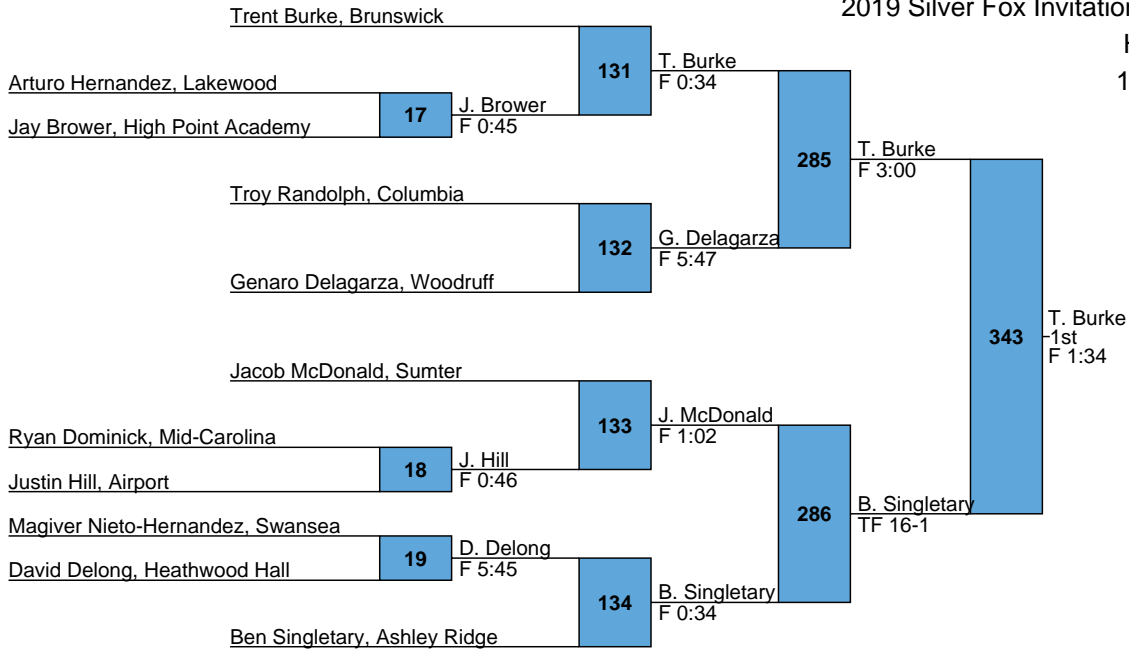 2019 Silver Fox Invitation
Trent Burke, Brunswick
131
T. Burke
F 0:34
Arturo Hernandez, Lakewood
17
J. Brower
F 0:45
Jay Brower, High Point Academy
285
T. Burke
F 3:00
Troy Randolph, Columbia
132
G. Delagarza
F 5:47
Genaro Delagarza, Woodruff
343
T. Burke
1st
F 1:34
Jacob McDonald, Sumter
133
J. McDonald
F 1:02
Ryan Dominick, Mid-Carolina
18
J. Hill
F 0:46
Justin Hill, Airport
286
B. Singletary
TF 16-1
Magiver Nieto-Hernandez, Swansea
19
D. Delong
F 5:45
David Delong, Heathwood Hall
134
B. Singletary
F 0:34
Ben Singletary, Ashley Ridge